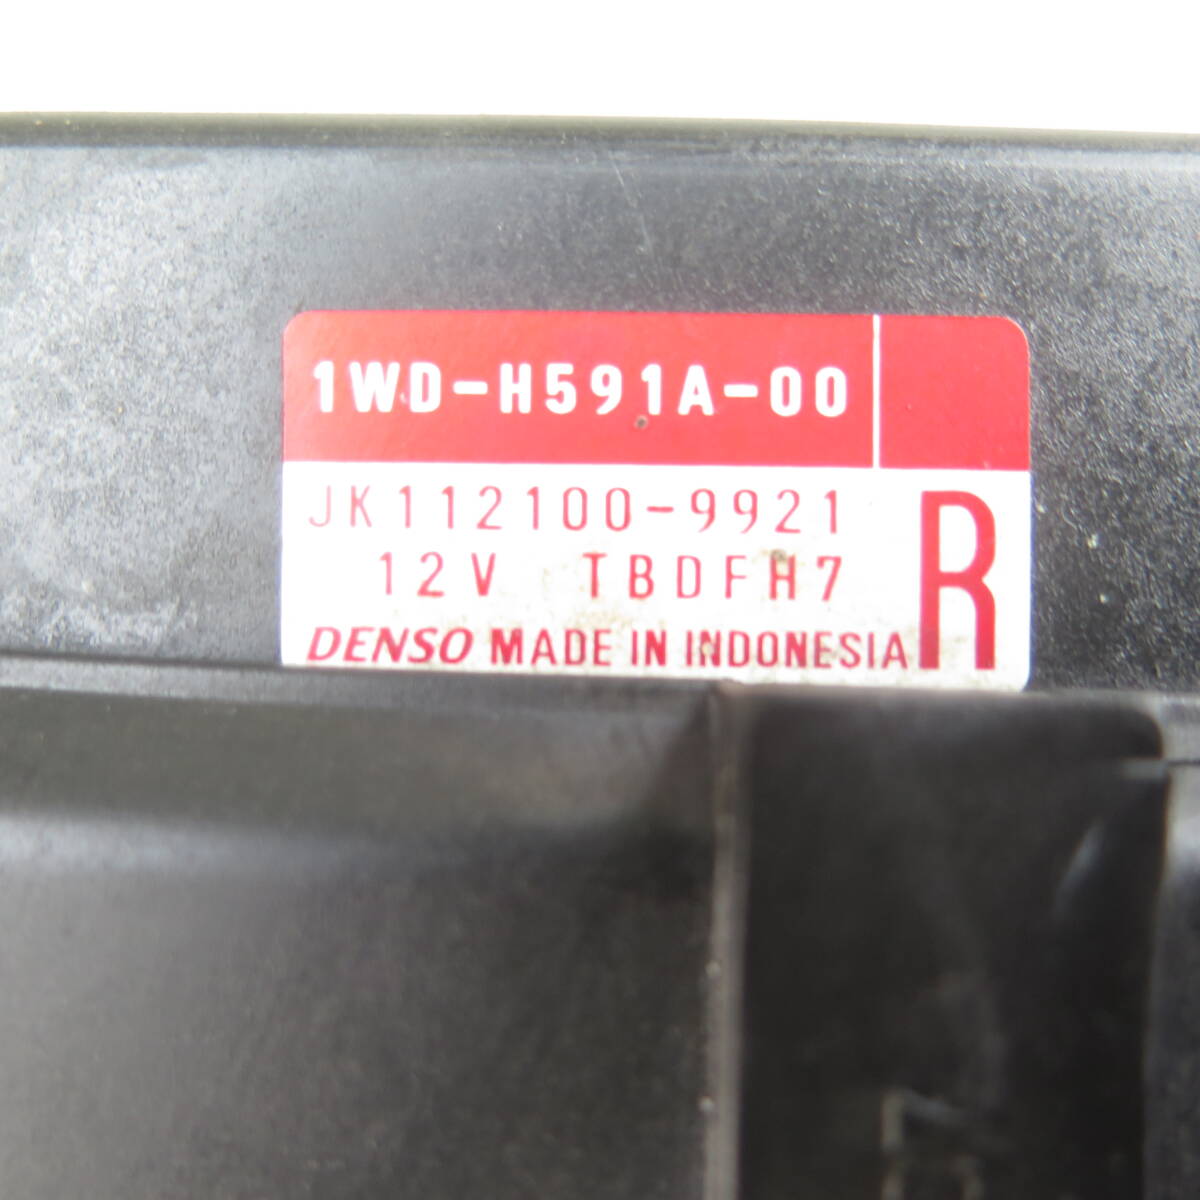 1WD-H591A-00
JK112100-9921
12V TBDFH7
R
DENSO MADE IN INDONESIA